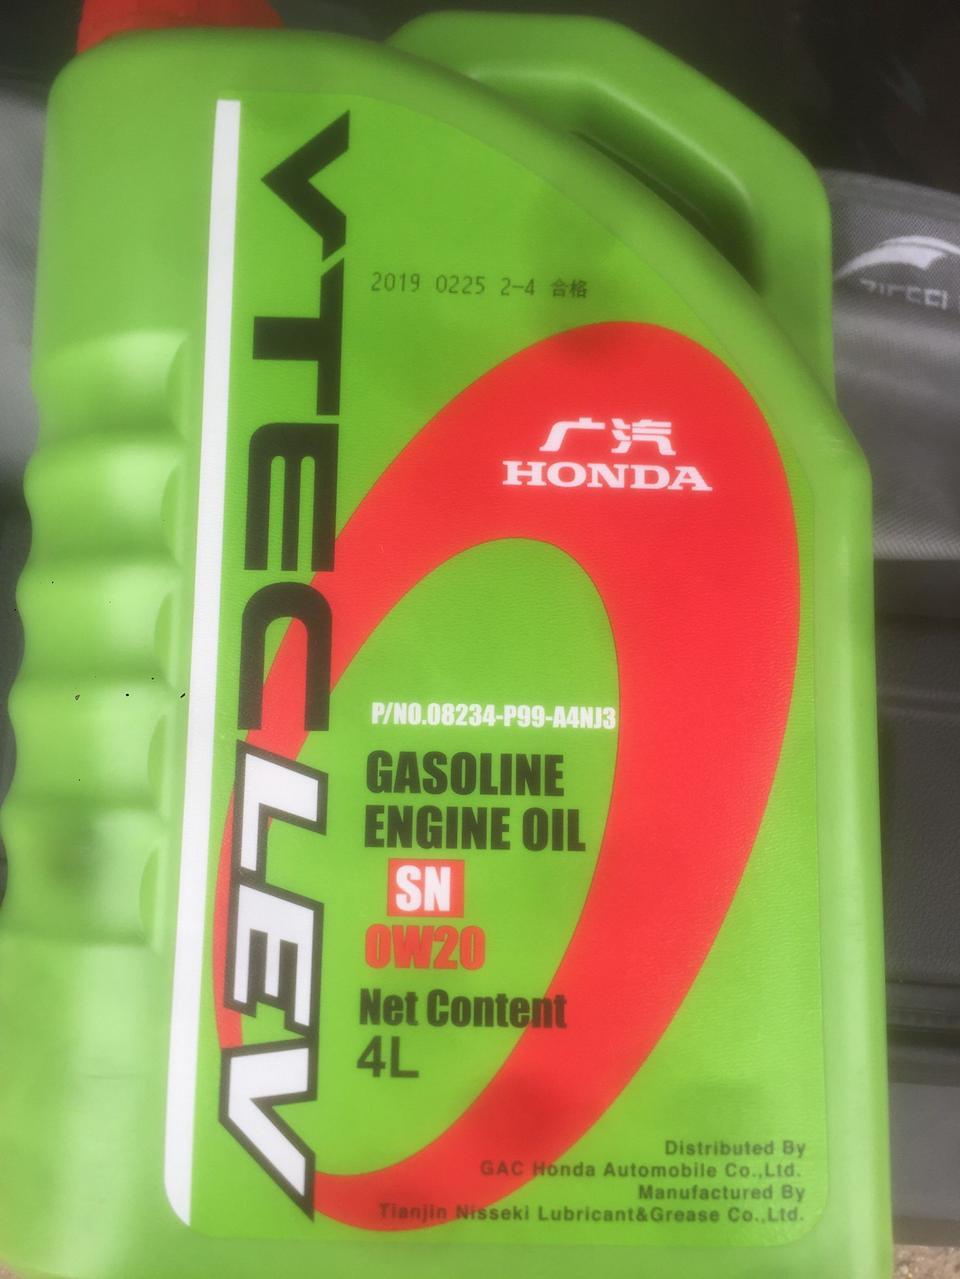 VTEC LEV
2019 0225 2-4 合格
广汽
HONDA
P/NO.08234-P99-A4NJ3
GASOLINE
ENGINE OIL
SN
0W20
Net Content
4L
Distributed By
GAC Honda Automobile Co.,Ltd.
Manufactured By
Tianjin Nisseki Lubricant&Grease Co.,Ltd.